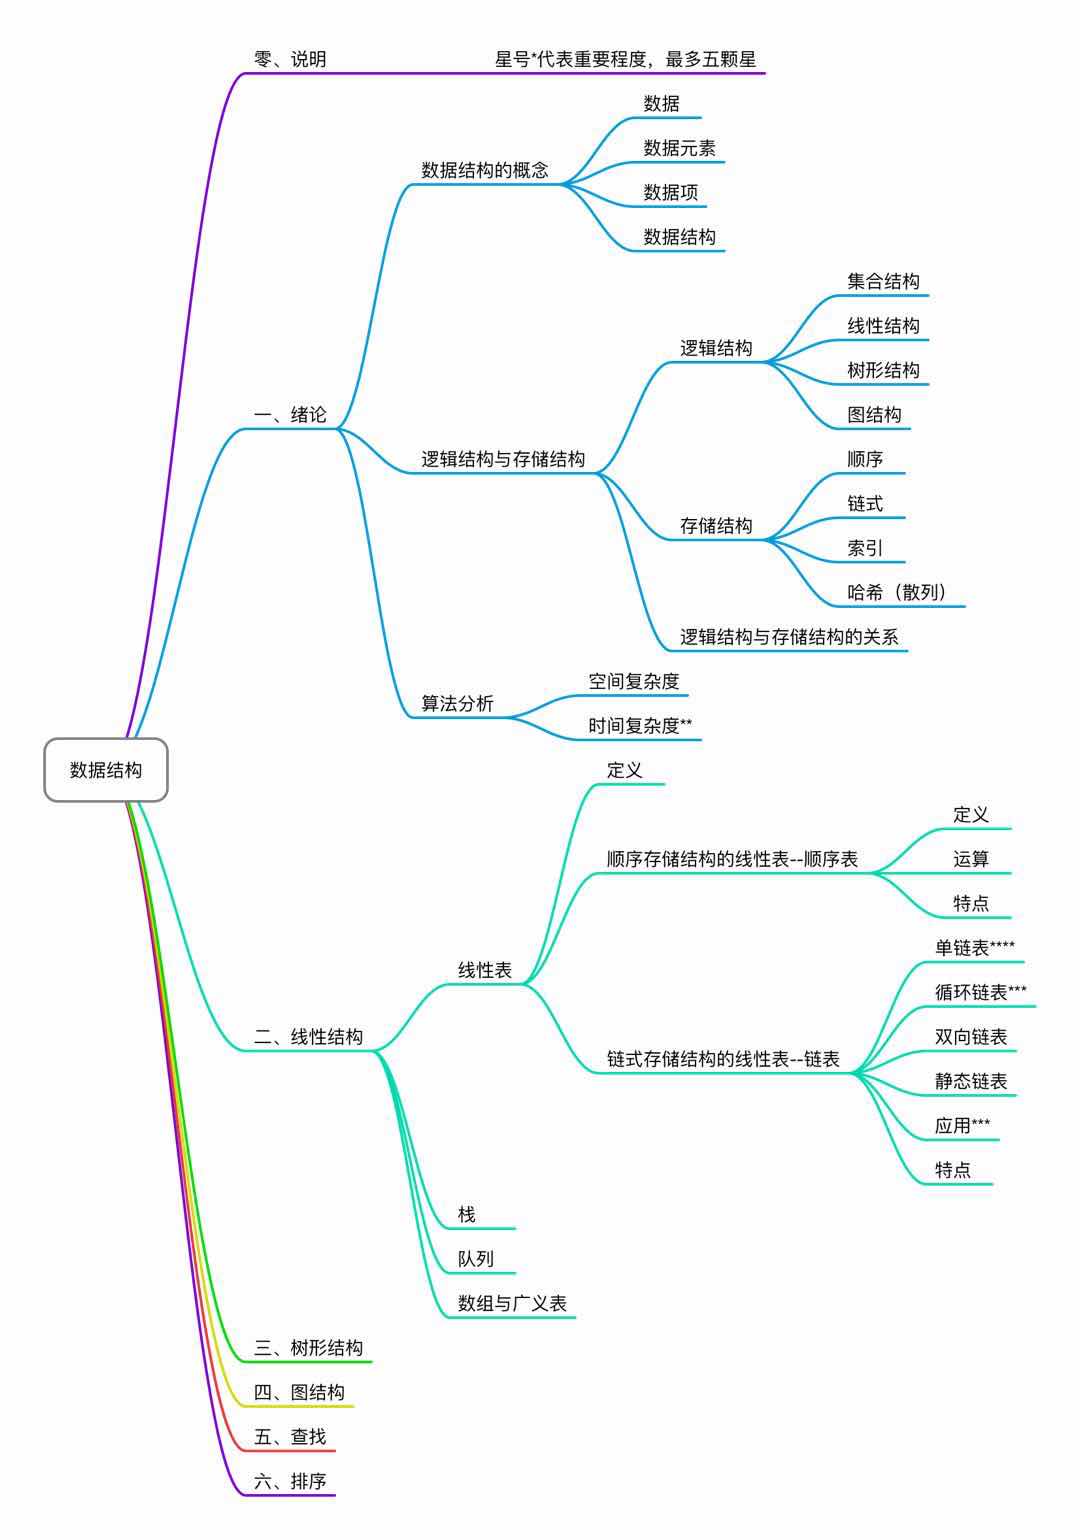 零、说明
星号*代表重要程度，最多五颗星
数据
数据元素
数据结构的概念
数据项
数据结构
集合结构
线性结构
逻辑结构
树形结构
图结构
一、绪论
逻辑结构与存储结构
顺序
链式
存储结构
索引
哈希（散列）
逻辑结构与存储结构的关系
空间复杂度
算法分析
时间复杂度**
数据结构
定义
定义
顺序存储结构的线性表--顺序表
运算
特点
单链表****
线性表
循环链表***
二、线性结构
双向链表
链式存储结构的线性表--链表
静态链表
应用***
特点
栈
队列
数组与广义表
三、树形结构
四、图结构
五、查找
六、排序